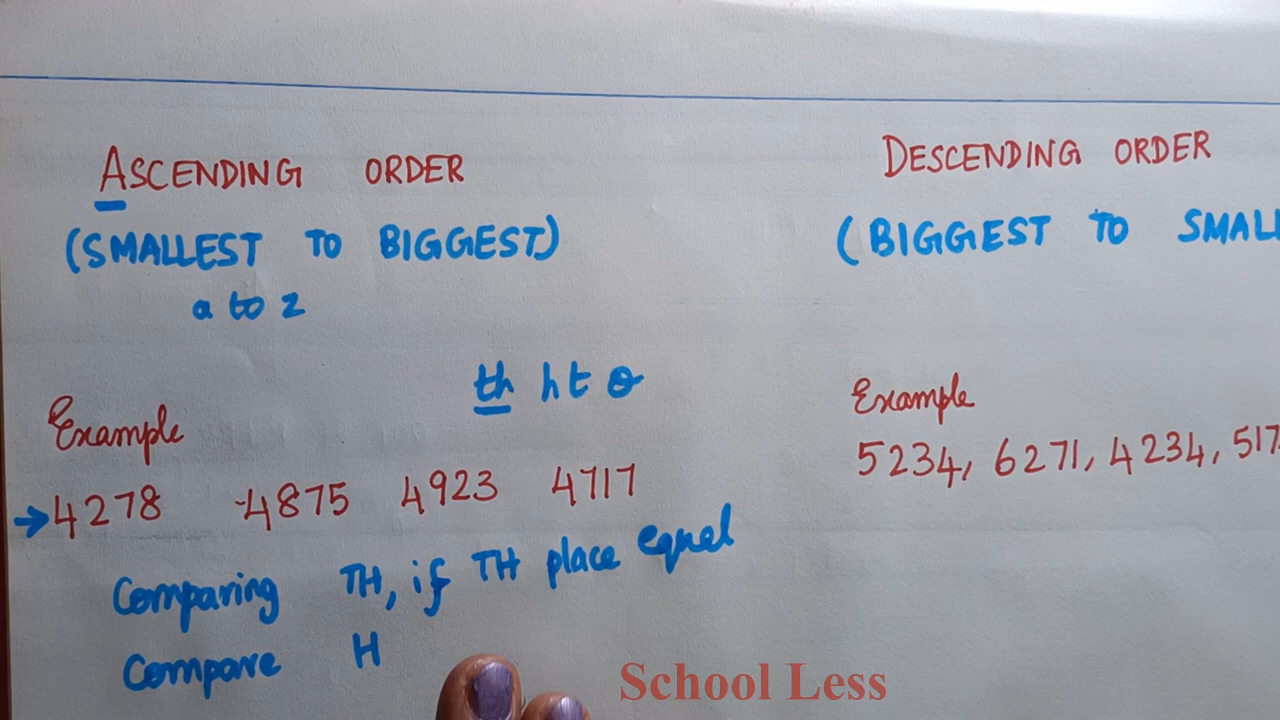 ASCENDING ORDER
(SMALLEST TO BIGGEST)
a to z
th h t o
Example
4278 4875 4923 4717
Comparing TH, if TH place equal
Compare H
DESCENDING ORDER
(BIGGEST TO SMALL
Example
5234, 6271, 4234, 517
School Less